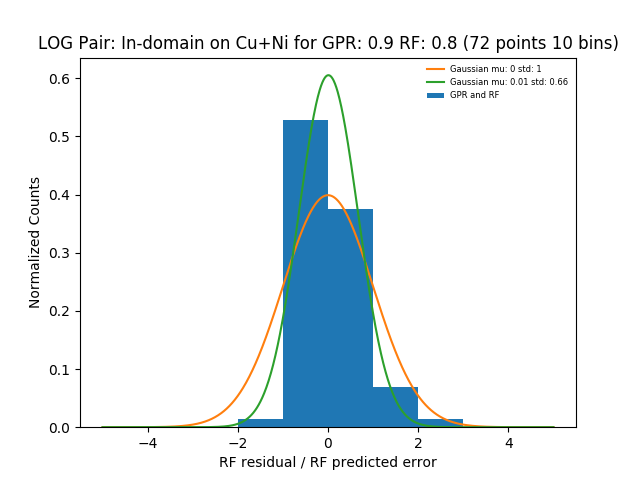 LOG Pair: In-domain on Cu+Ni for GPR: 0.9 RF: 0.8 (72 points 10 bins)
Gaussian mu: 0 std: 1
Gaussian mu: 0.01 std: 0.66
GPR and RF
Normalized Counts
0.6
0.5
0.4
0.3
0.2
0.1
0.0
−4 −2 0 2 4
RF residual / RF predicted error